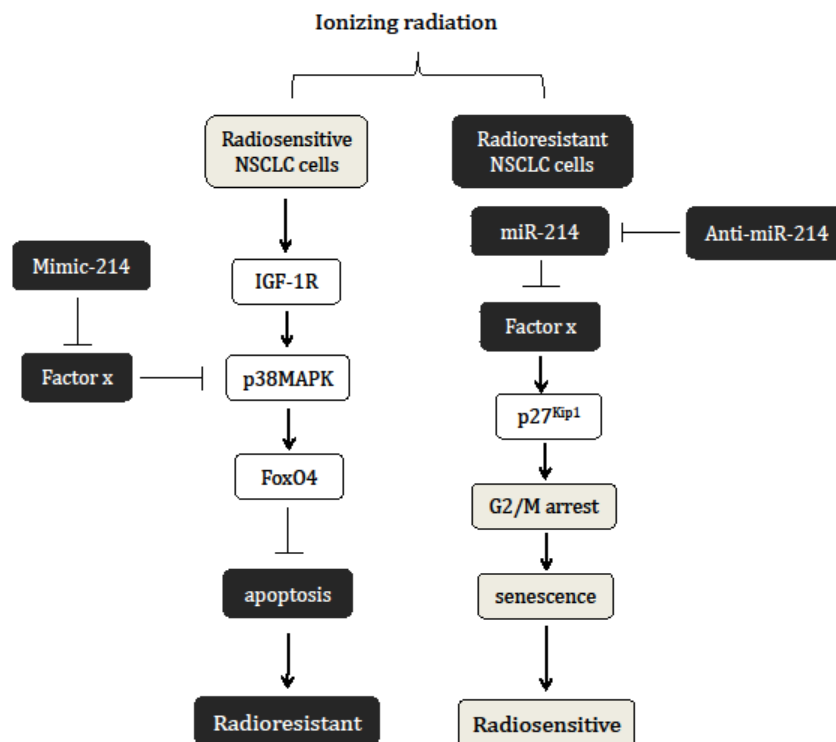 Ionizing radiation
Radiosensitive
NSCLC cells
Radioresistant
NSCLC cells
miR-214
Anti-miR-214
Mimic-214
IGF-1R
Factor x
Factor x
p38MAPK
p27Kip1
FoxO4
G2/M arrest
apoptosis
senescence
Radioresistant
Radiosensitive